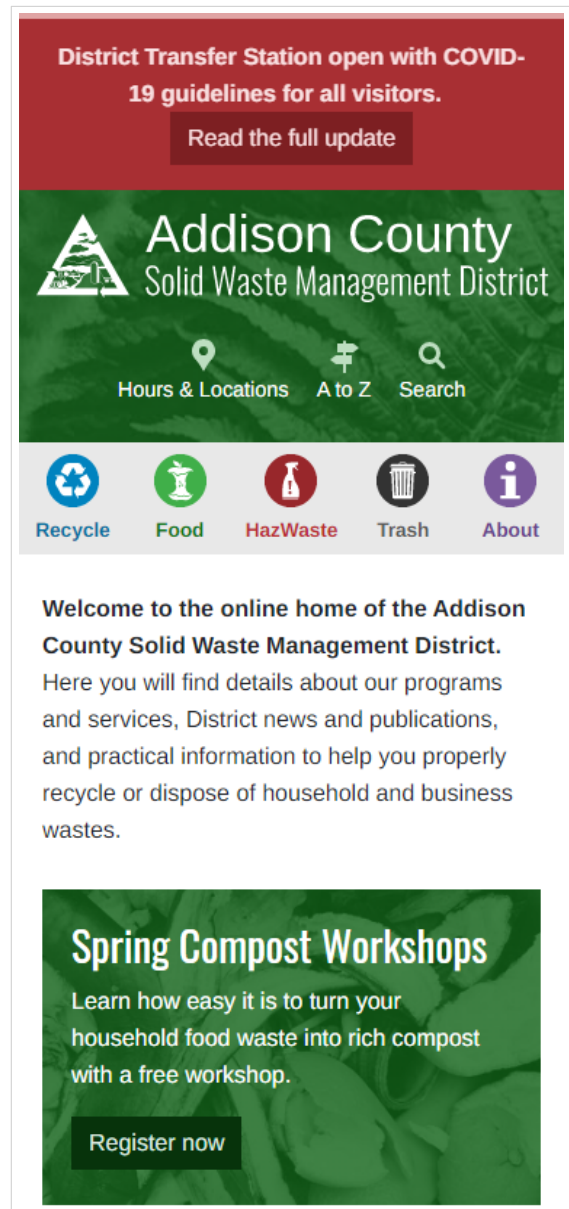 District Transfer Station open with COVID-
19 guidelines for all visitors.
Read the full update
Addison County
Solid Waste Management District
Hours & Locations A to Z Search
Recycle Food HazWaste Trash About
Welcome to the online home of the Addison
County Solid Waste Management District.
Here you will find details about our programs
and services, District news and publications,
and practical information to help you properly
recycle or dispose of household and business
wastes.
Spring Compost Workshops
Learn how easy it is to turn your
household food waste into rich compost
with a free workshop.
Register now